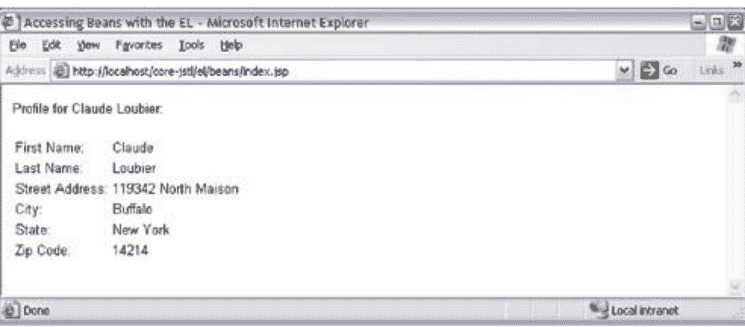 Accessing Beans with the EL - Microsoft Internet Explorer
File Edit View Favorites Tools Help
Address http://localhost/core-jstl/el/beans/index.jsp Go Links »
Profile for Claude Loubier:
First Name: Claude
Last Name: Loubier
Street Address: 119342 North Maison
City: Buffalo
State: New York
Zip Code: 14214
Done Local intranet